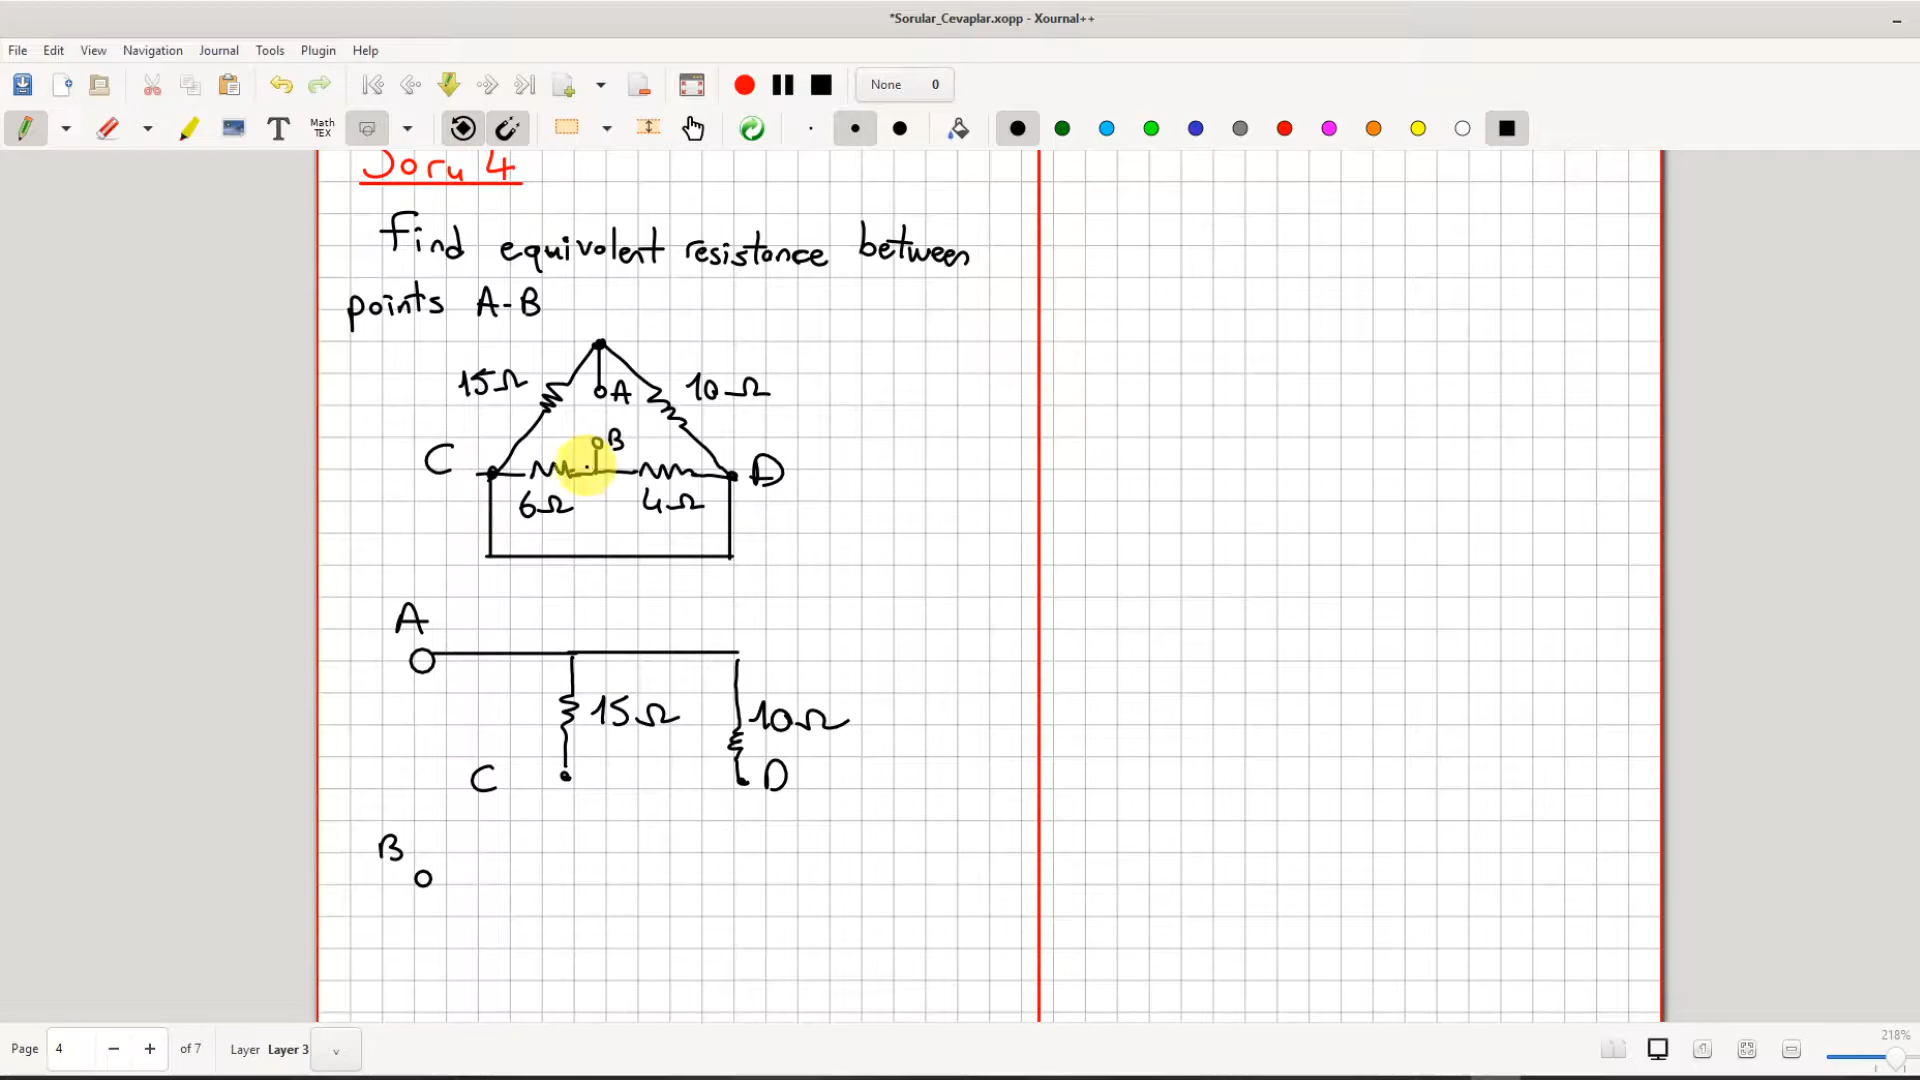 *Sorular_Cevaplar.xopp - Xournal++
File Edit View Navigation Journal Tools Plugin Help
None 0
T Math TEX
Soru 4
Find equivalent resistance between
points A-B
15Ω A 10Ω
B
C D
6Ω 4Ω
A
15Ω 10Ω
C D
B
Page 4 of 7 Layer Layer 3 218%